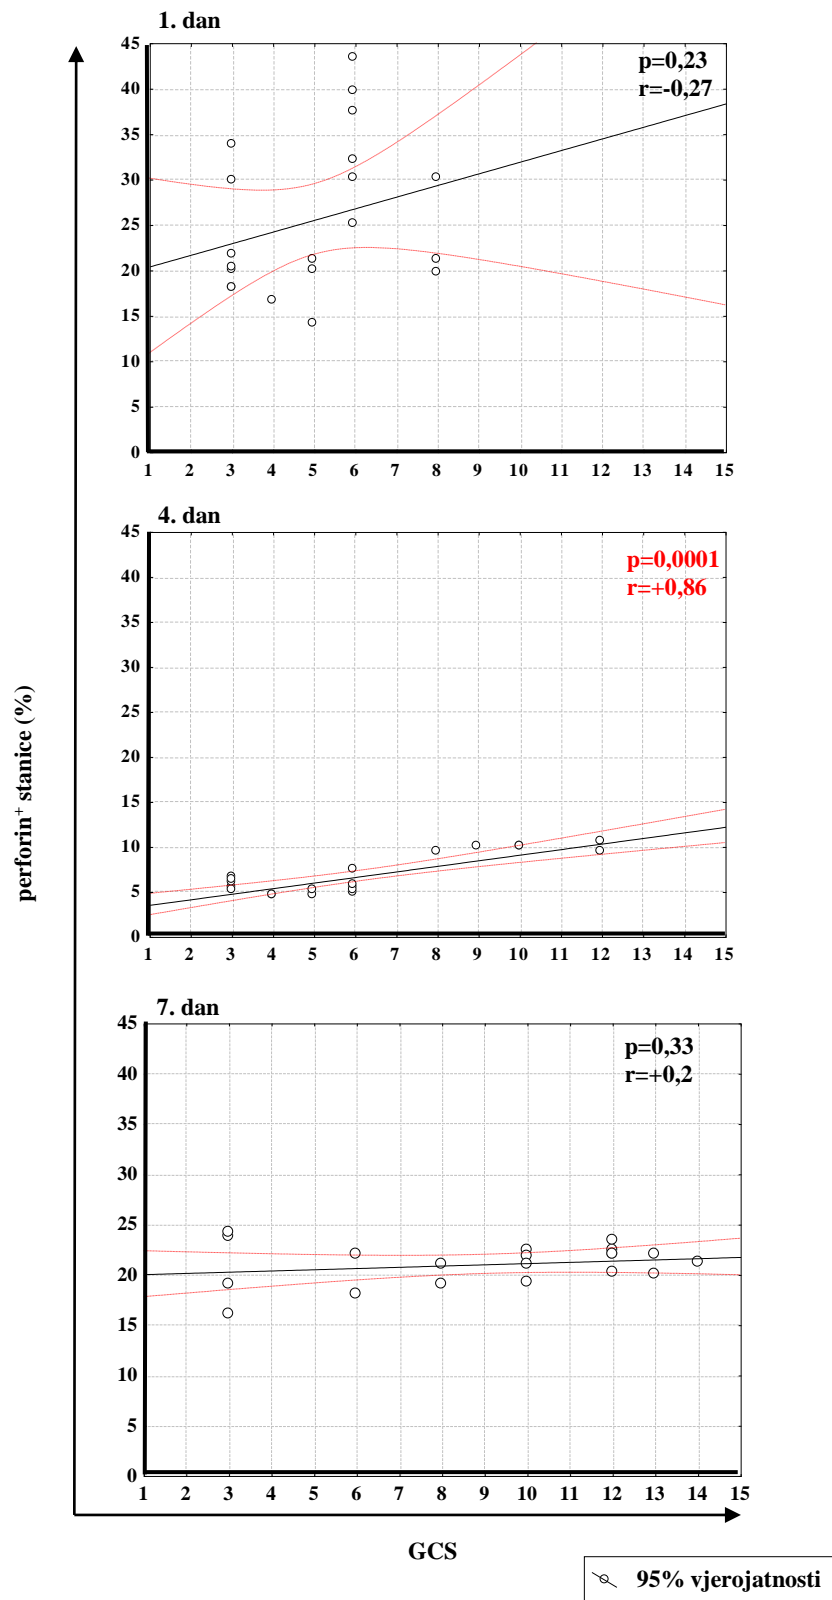 1. dan
p=0,23
r=-0,27
45
40
35
30
25
20
15
10
5
0
1 2 3 4 5 6 7 8 9 10 11 12 13 14 15
4. dan
p=0,0001
r=+0,86
45
40
35
30
25
20
15
10
5
0
1 2 3 4 5 6 7 8 9 10 11 12 13 14 15
perforin⁺ stanice (%)
7. dan
p=0,33
r=+0,2
45
40
35
30
25
20
15
10
5
0
1 2 3 4 5 6 7 8 9 10 11 12 13 14 15
GCS
95% vjerojatnosti